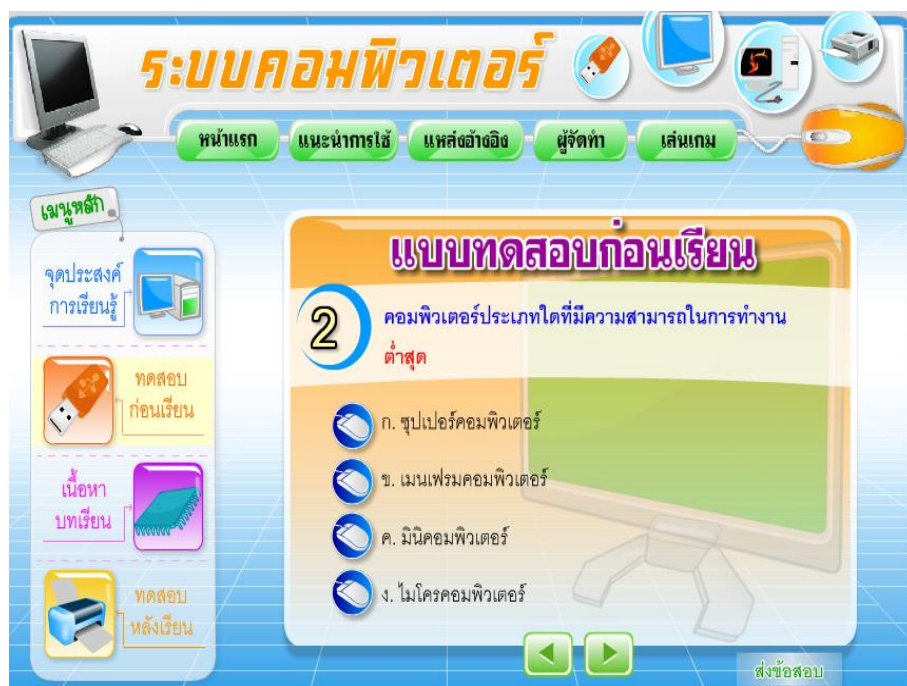 ระบบคอมพิวเตอร์
หน้าแรก
แนะนำการใช้
แหล่งอ้างอิง
ผู้จัดทำ
เล่นเกม
เมนูหลัก
จุดประสงค์
การเรียนรู้
ทดสอบ
ก่อนเรียน
เนื้อหา
บทเรียน
ทดสอบ
หลังเรียน
แบบทดสอบก่อนเรียน
2
คอมพิวเตอร์ประเภทใดที่มีความสามารถในการทำงาน
ต่ำสุด
ก. ซุปเปอร์คอมพิวเตอร์
ข. เมนเฟรมคอมพิวเตอร์
ค. มินิคอมพิวเตอร์
ง. ไมโครคอมพิวเตอร์
ส่งข้อสอบ